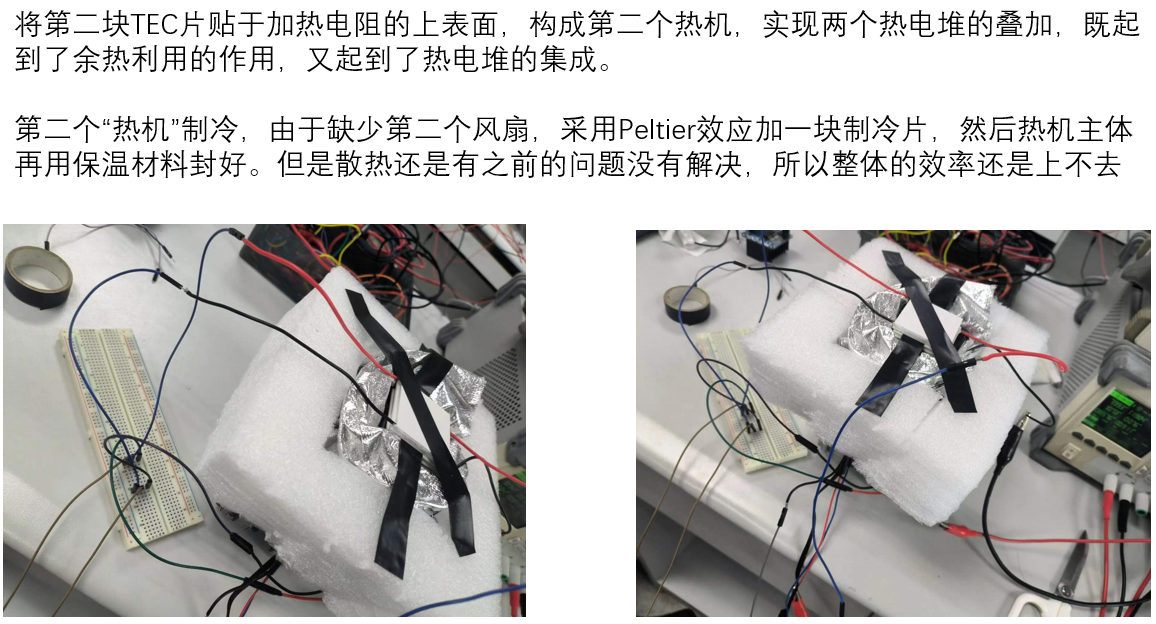 将第二块TEC片贴于加热电阻的上表面，构成第二个热机，实现两个热电堆的叠加，既起
到了余热利用的作用，又起到了热电堆的集成。
第二个“热机”制冷，由于缺少第二个风扇，采用Peltier效应加一块制冷片，然后热机主体
再用保温材料封好。但是散热还是有之前的问题没有解决，所以整体的效率还是上不去